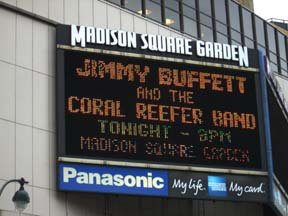 MADISON SQUARE GARDEN
JIMMY BUFFETT
AND THE
CORAL REEFER BAND
TONIGHT - 8PM
MADISON SQUARE GARDEN
Panasonic My life. My card.